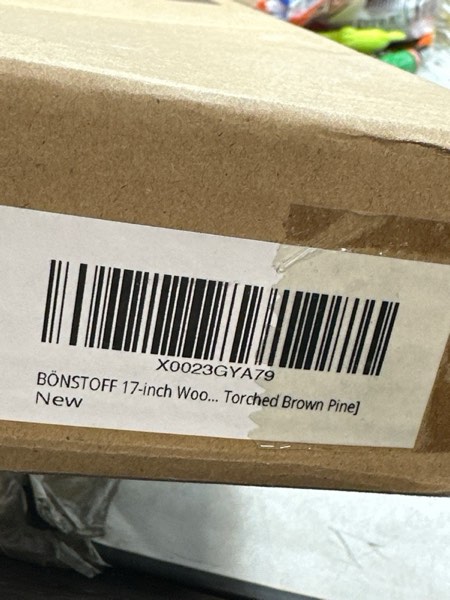 X0023GYA79
BÖNSTOFF 17-inch Woo... Torched Brown Pine]
New